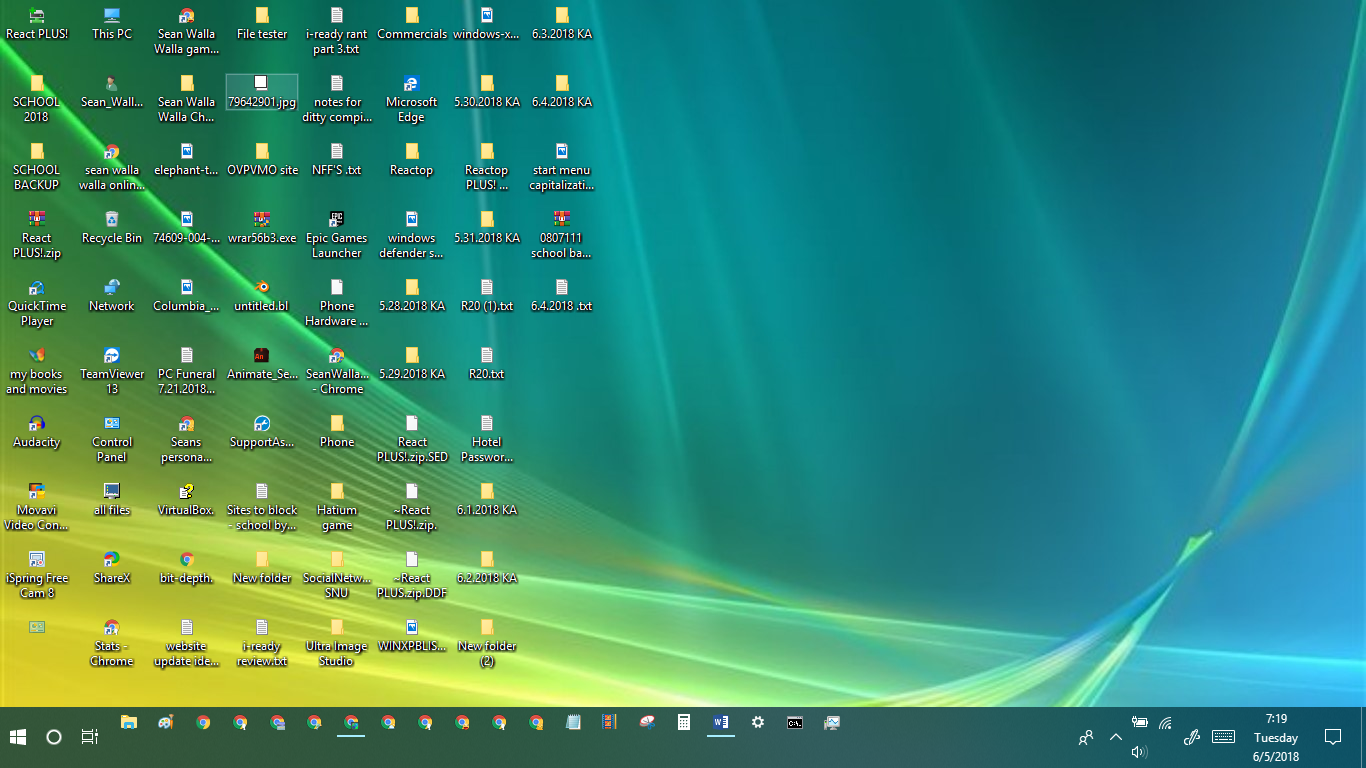 React PLUS!
SCHOOL
2018
SCHOOL
BACKUP
React
PLUS!.zip
QuickTime
Player
my books
and movies
Audacity
Movavi
Video Con...
iSpring Free
Cam 8
This PC
Sean_Wall...
sean walla
walla onlin...
Recycle Bin
Network
TeamViewer
13
Control
Panel
all files
ShareX
Stats -
Chrome
Sean Walla
Walla gam...
Sean Walla
Walla Ch...
elephant-t...
74609-004-...
Columbia_...
PC Funeral
7.21.2018...
Seans
persona...
VirtualBox.
bit-depth.
website
update ide...
File tester
79642901.jpg
OVPVMO site
wrar56b3.exe
untitled.bl
Animate_Se...
SupportAs...
Sites to block
- school by...
New folder
i-ready
review.txt
i-ready rant
part 3.txt
notes for
ditty compi...
NFF'S .txt
Epic Games
Launcher
Phone
Hardware ...
SeanWalla...
- Chrome
Phone
Hatium
game
SocialNetw...
SNU
Ultra Image
Studio
Commercials
Microsoft
Edge
Reactop
windows
defender s...
5.28.2018 KA
5.29.2018 KA
React
PLUS!.zip.SED
~React
PLUS!.zip.
~React
PLUS.zip.DDF
WINXPBLIS...
windows-x...
5.30.2018 KA
Reactop
PLUS! ...
5.31.2018 KA
R20 (1).txt
R20.txt
Hotel
Passwor...
6.1.2018 KA
6.2.2018 KA
New folder
(2)
6.3.2018 KA
6.4.2018 KA
start menu
capitalizati...
0807111
school ba...
6.4.2018 .txt
7:19
Tuesday
6/5/2018